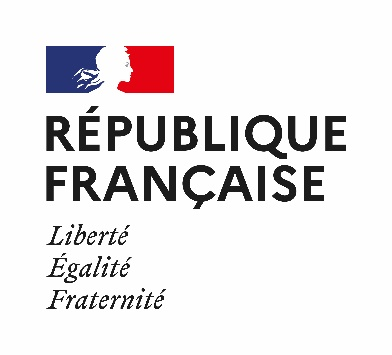 RÉPUBLIQUE
FRANÇAISE
Liberté
Égalité
Fraternité